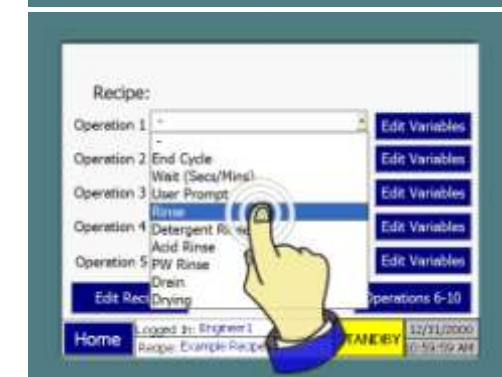 Recipe:
Operation 1 - Edit Variables
-
Operation 2 End Cycle Edit Variables
Wait (Secs/Mins)
Operation 3 User Prompt Edit Variables
Rinse
Operation 4 Detergent Edit Variables
Acid Rinse
Operation 5 PW Rinse Edit Variables
Drain
Edit Drying Operations 6-10
Home Logged In: Engineer1 12/31/2000
Recipe: Example Recipe 10:59:59 AM